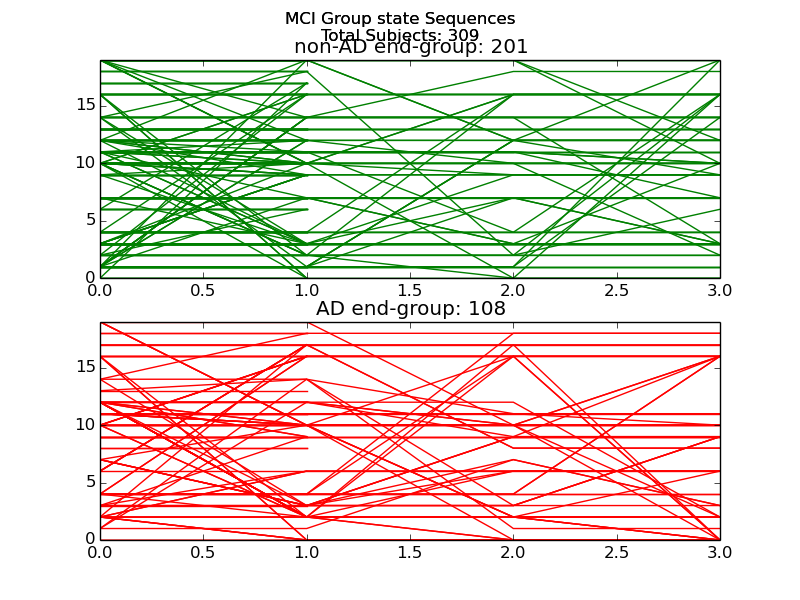 MCI Group state Sequences
Total Subjects: 309
non-AD end-group: 201
15
10
5
0
0.0 0.5 1.0 1.5 2.0 2.5 3.0
AD end-group: 108
15
10
5
0
0.0 0.5 1.0 1.5 2.0 2.5 3.0